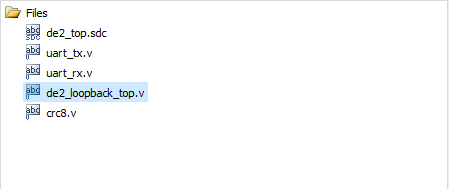 Files
de2_top.sdc
uart_tx.v
uart_rx.v
de2_loopback_top.v
crc8.v